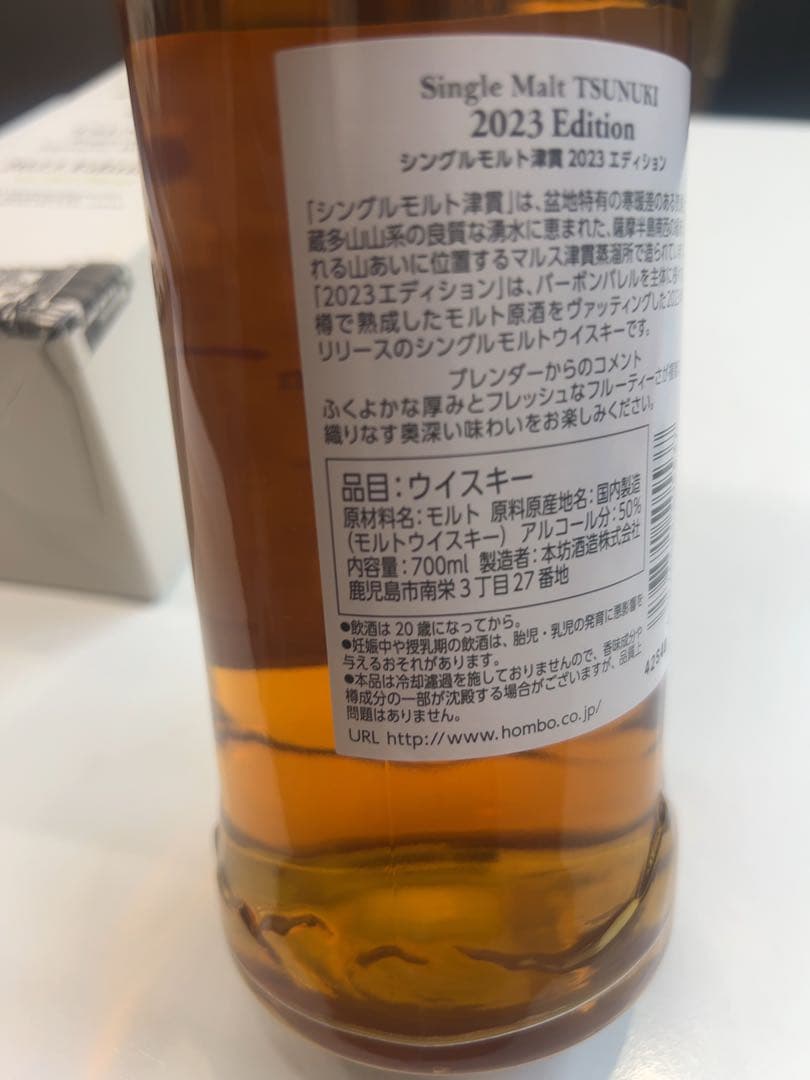 Single Malt TSUNUKI
2023 Edition
シングルモルト津貫 2023 エディション
「シングルモルト津貫」は、盆地特有の寒暖差のある
蔵多山山系の良質な湧水に恵まれた、薩摩半島南西の
れる山あいに位置するマルス津貫蒸溜所で造られてい
「2023エディション」は、バーボンバレルを主体に
樽で熟成したモルト原酒をヴァッティングした
リリースのシングルモルトウイスキーです。
ブレンダーからのコメント
ふくよかな厚みとフレッシュなフルーティーさが
織りなす奥深い味わいをお楽しみください。
品目:ウイスキー
原材料名:モルト 原料原産地名:国内製造
(モルトウイスキー) アルコール分:50%
内容量:700ml 製造者:本坊酒造株式会社
鹿児島市南栄3丁目27番地
●飲酒は20歳になってから。
●妊娠中や授乳期の飲酒は、胎児・乳児の発育に悪影響を
与えるおそれがあります。
●本品は冷却濾過を施しておりませんので、香味成分や
樽成分の一部が沈殿する場合がございますが、品質上
問題はありません。
URL http://www.hombo.co.jp/